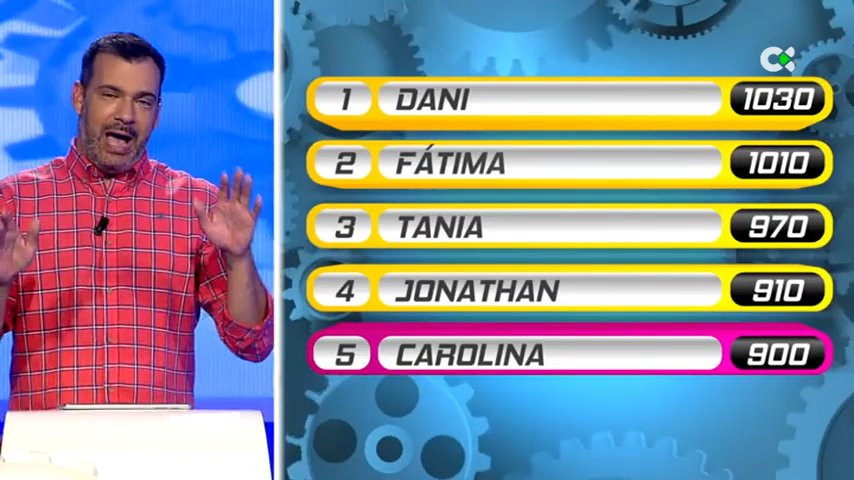 1 DANI 1030
2 FÁTIMA 1010
3 TANIA 970
4 JONATHAN 910
5 CAROLINA 900